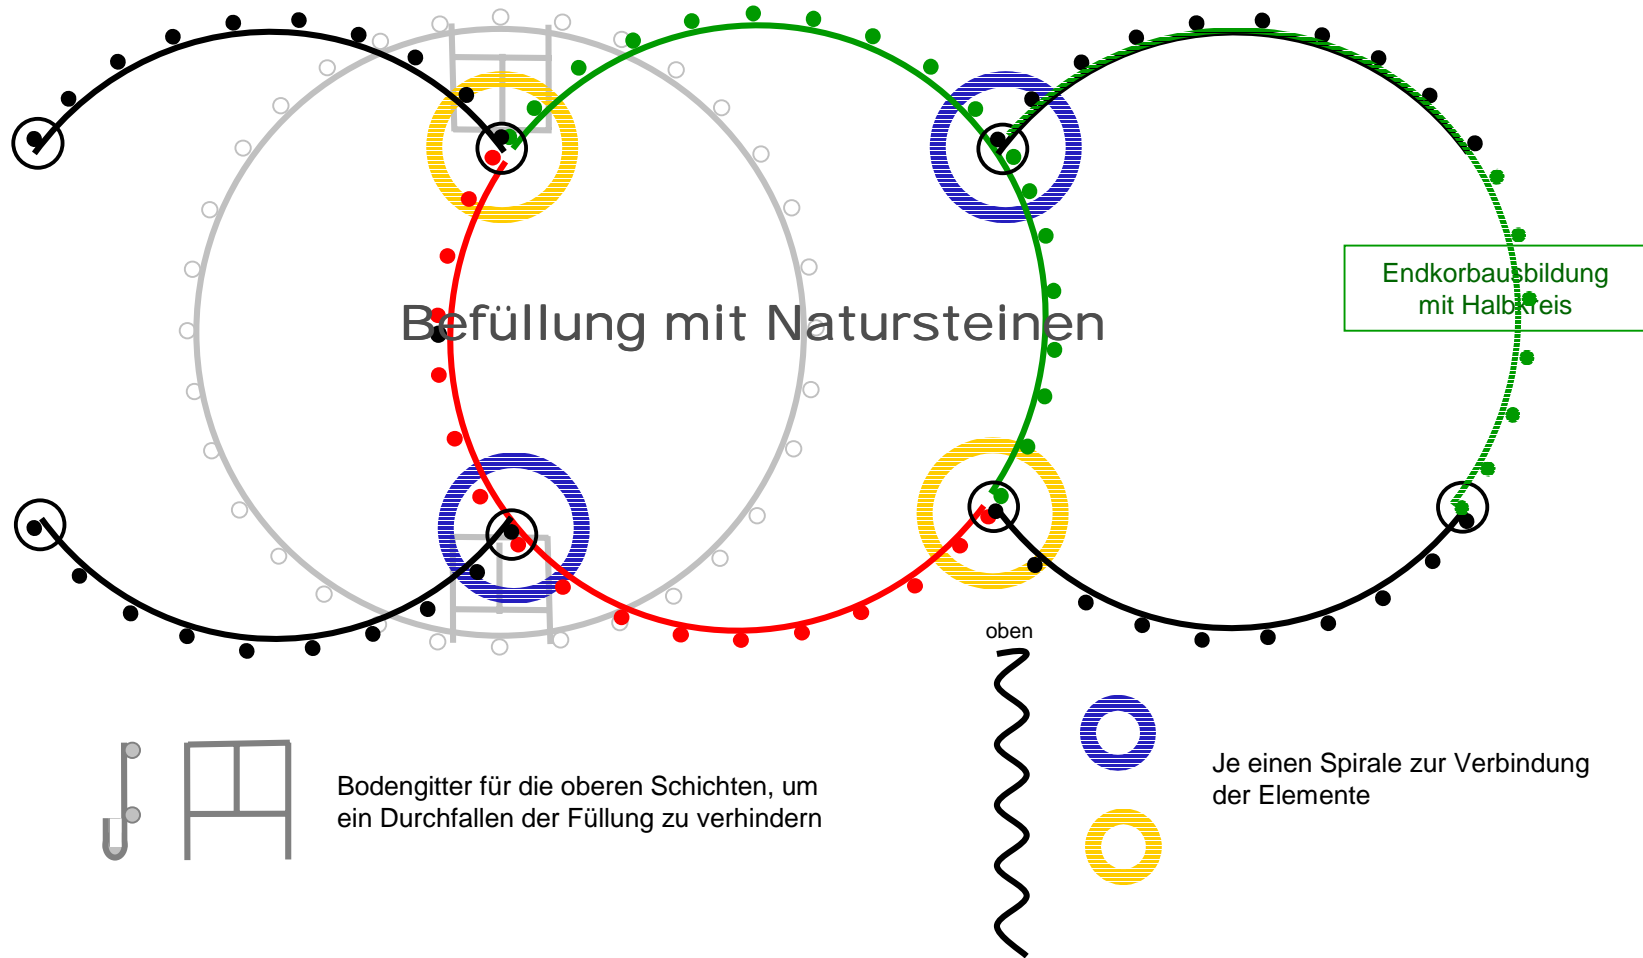 Endkorbausbildung
mit Halbkreis
Befüllung mit Natursteinen
oben
Bodengitter für die oberen Schichten, um
ein Durchfallen der Füllung zu verhindern
Je einen Spirale zur Verbindung
der Elemente